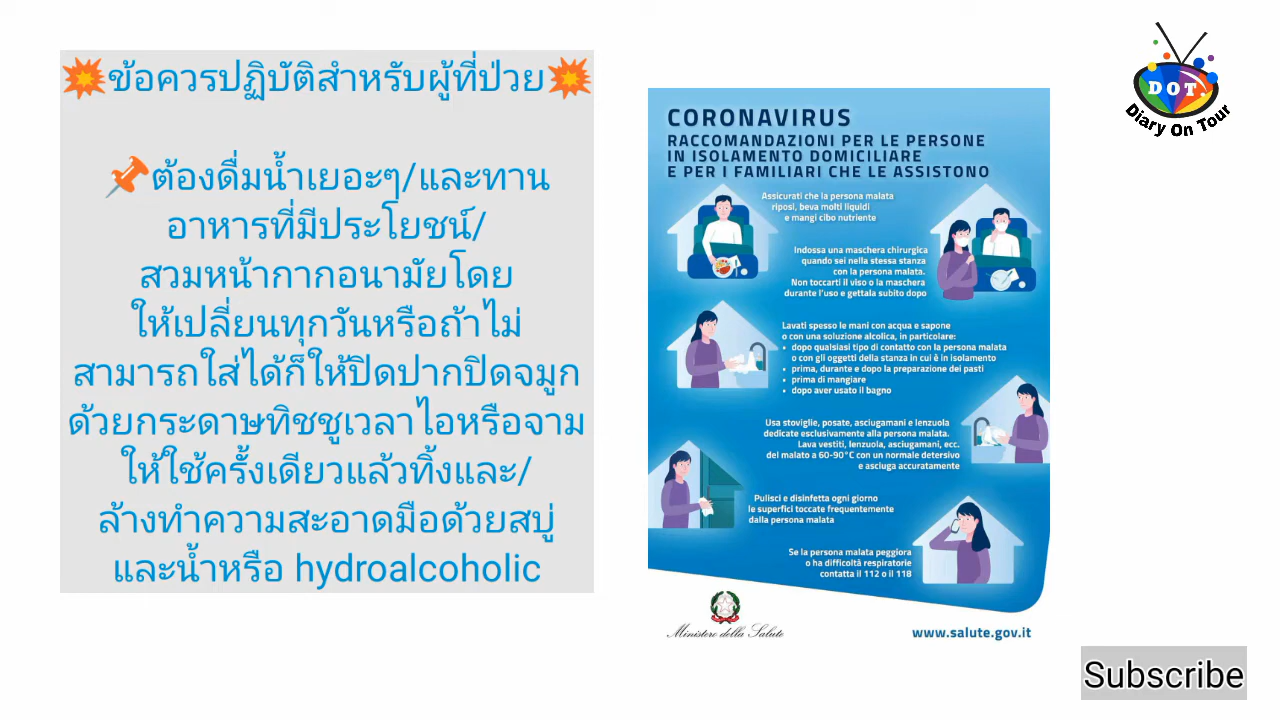 💥ข้อควรปฏิบัติสำหรับผู้ที่ป่วย💥
📌ต้องดื่มน้ำเยอะๆ/และทาน
อาหารที่มีประโยชน์/
สวมหน้ากากอนามัยโดย
ให้เปลี่ยนทุกวันหรือถ้าไม่
สามารถใส่ได้ก็ให้ปิดปากปิดจมูก
ด้วยกระดาษทิชชูเวลาไอหรือจาม
ให้ใช้ครั้งเดียวแล้วทิ้งและ/
ล้างทำความสะอาดมือด้วยสบู่
และน้ำหรือ hydroalcoholic
CORONAVIRUS
RACCOMANDAZIONI PER LE PERSONE
IN ISOLAMENTO DOMICILIARE
E PER I FAMILIARI CHE LE ASSISTONO
Assicurati che la persona malata
riposi, beva molti liquidi
e mangi cibo nutriente
Indossa una maschera chirurgica
quando sei nella stessa stanza
con la persona malata.
Non toccarti il viso o la maschera
durante l'uso e gettala subito dopo
Lavati spesso le mani con acqua e sapone
o con una soluzione alcolica, in particolare:
• dopo qualsiasi tipo di contatto con la persona malata
o con gli oggetti della stanza in cui è in isolamento
• prima, durante e dopo la preparazione dei pasti
• prima di mangiare
• dopo aver usato il bagno
Usa stoviglie, posate, asciugamani e lenzuola
dedicate esclusivamente alla persona malata.
Lava vestiti, lenzuola, asciugamani, ecc.
del malato a 60-90°C con un normale detersivo
e asciuga accuratamente
Pulisci e disinfetta ogni giorno
le superfici toccate frequentemente
dalla persona malata
Se la persona malata peggiora
o ha difficoltà respiratorie
contatta il 112 o il 118
Ministero della Salute
www.salute.gov.it
DOT.
Diary On Tour
Subscribe